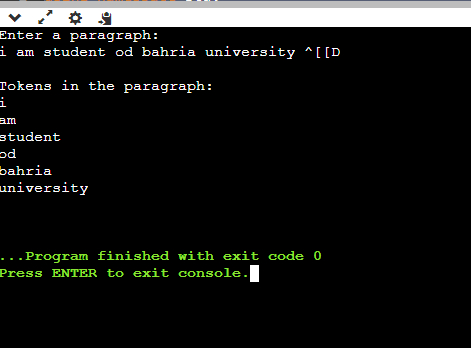 Enter a paragraph:
i am student od bahria university ^[[D
Tokens in the paragraph:
i
am
student
od
bahria
university
...Program finished with exit code 0
Press ENTER to exit console.